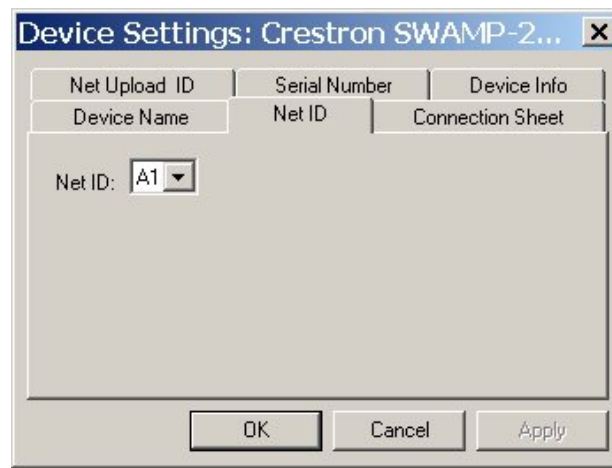 Device Settings: Crestron SWAMP-2...
Net Upload ID Serial Number Device Info
Device Name Net ID Connection Sheet
Net ID: A1
OK Cancel Apply